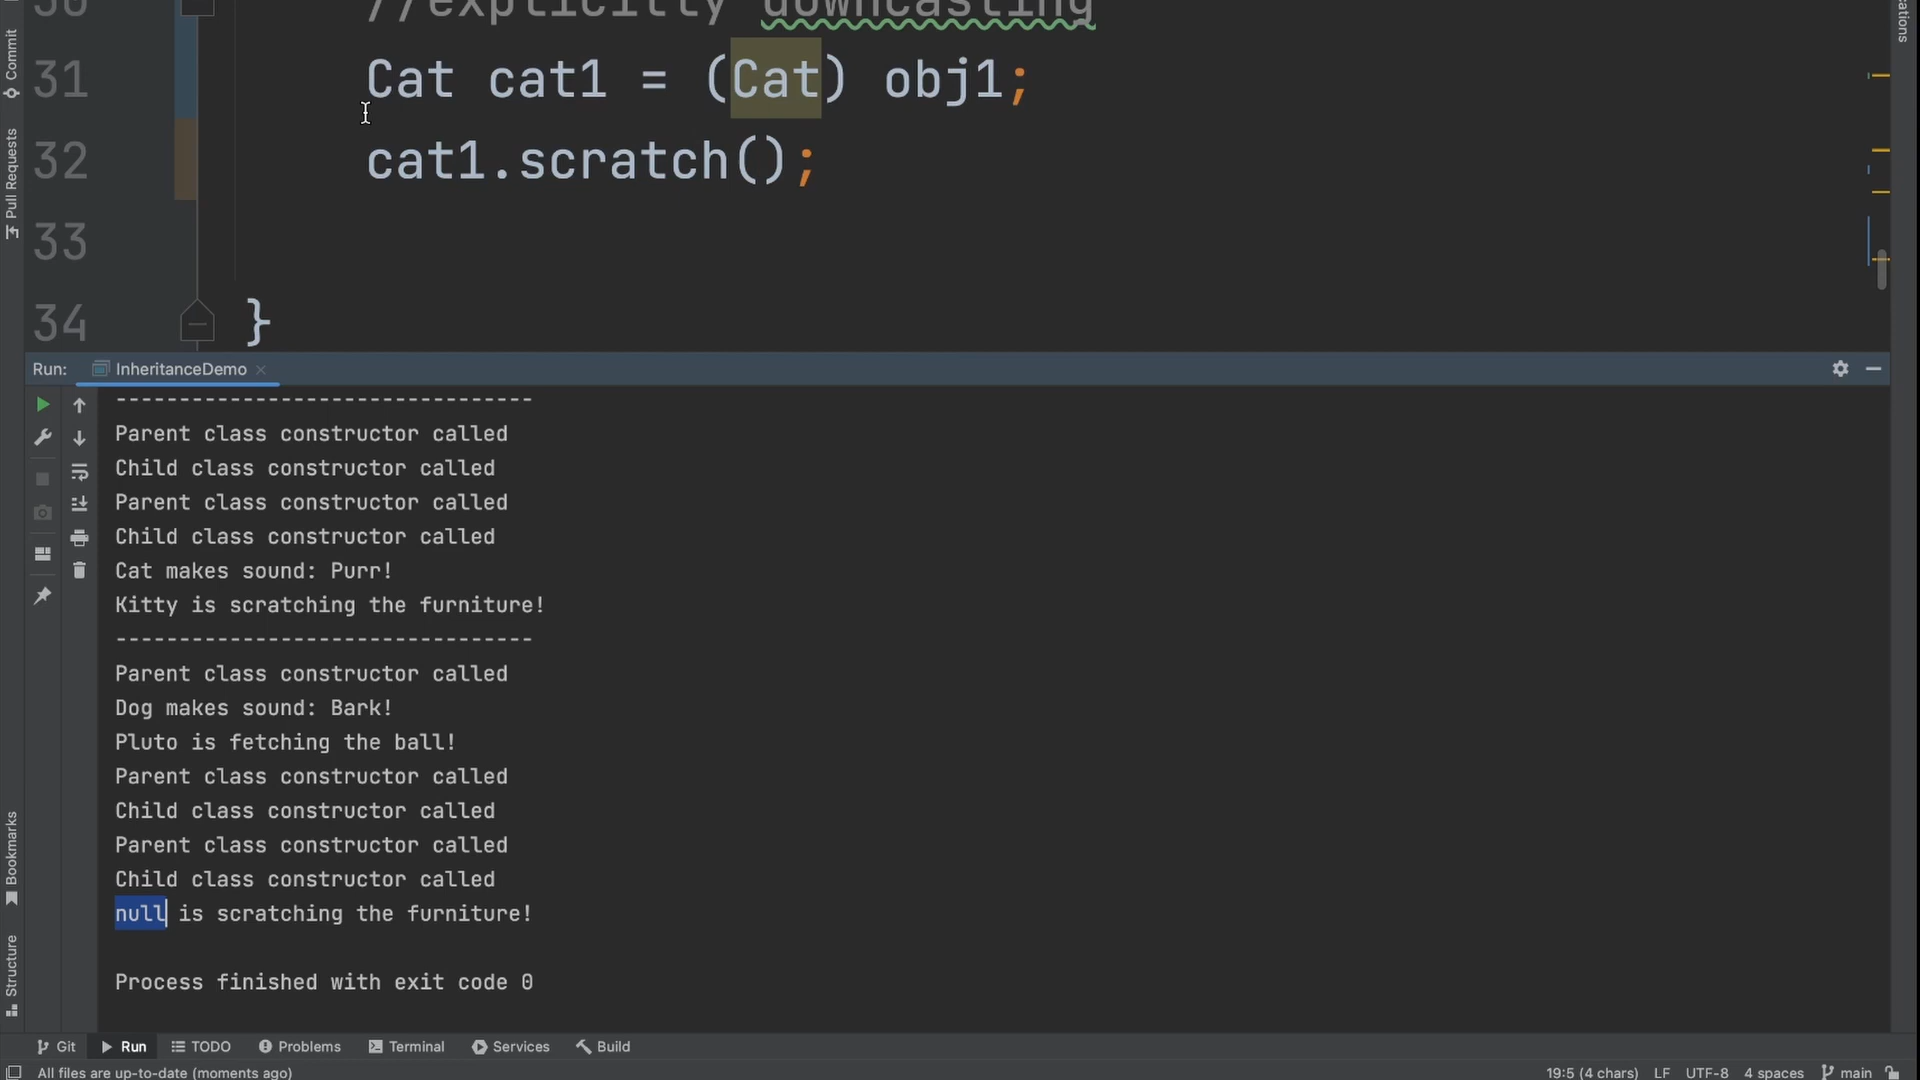 //explicitly downcasting
31 Cat cat1 = (Cat) obj1;
32 cat1.scratch();
33
34 }
Commit
Pull Requests
Bookmarks
Structure
Run: InheritanceDemo
---------------------------------
Parent class constructor called
Child class constructor called
Parent class constructor called
Child class constructor called
Cat makes sound: Purr!
Kitty is scratching the furniture!
---------------------------------
Parent class constructor called
Dog makes sound: Bark!
Pluto is fetching the ball!
Parent class constructor called
Child class constructor called
Parent class constructor called
Child class constructor called
null is scratching the furniture!
Process finished with exit code 0
Git Run TODO Problems Terminal Services Build
All files are up-to-date (moments ago) 19:5 (4 chars) LF UTF-8 4 spaces main